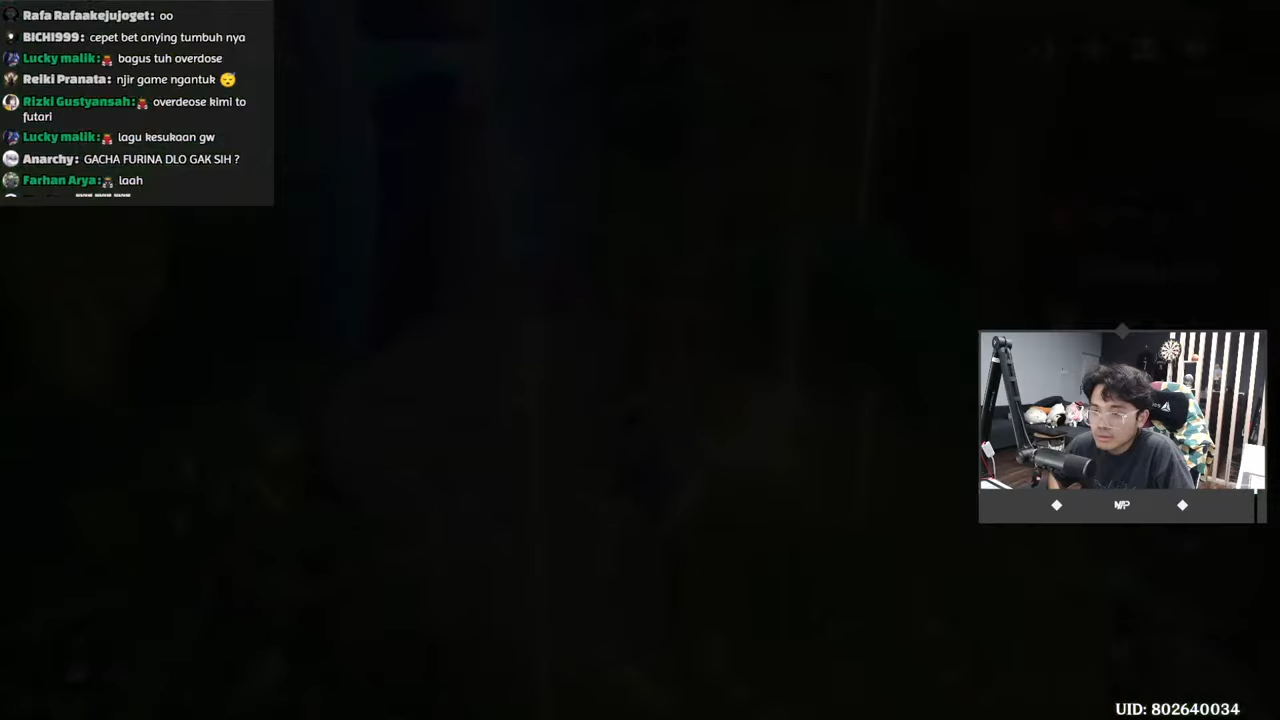 Rafa Rafaakejujoget: oo
BICHI999: cepet bet anying tumbuh nya
Lucky malik: bagus tuh overdose
Reiki Pranata: njir game ngantuk
Rizki Gustyansah: overdeose kimi to
futari
Lucky malik: lagu kesukaan gw
Anarchy: GACHA FURINA DLO GAK SIH ?
Farhan Arya: laah
UID: 802640034